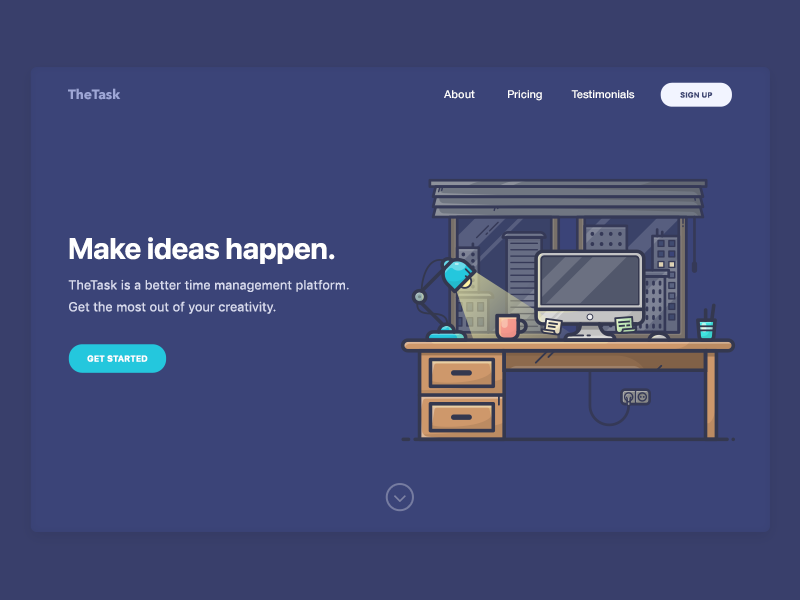 TheTask
About
Pricing
Testimonials
SIGN UP
Make ideas happen.
TheTask is a better time management platform.
Get the most out of your creativity.
GET STARTED